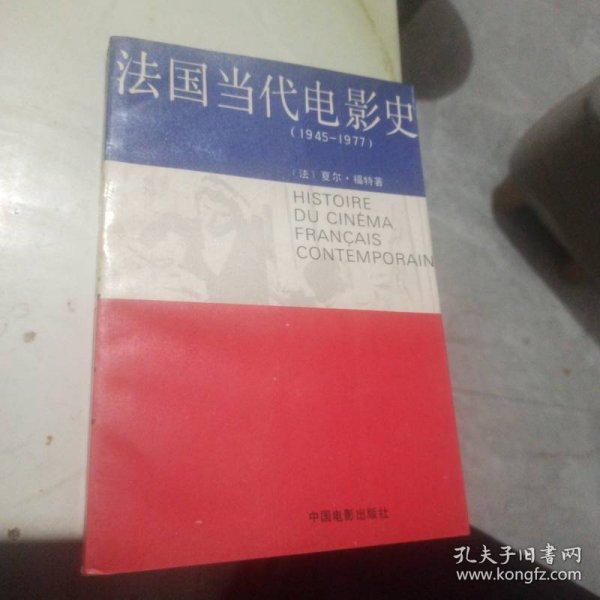 法国当代电影史
(1945-1977)
(法)夏尔·福特著
HISTOIRE
DU CINÉMA
FRANÇAIS
CONTEMPORAIN
中国电影出版社
孔夫子旧书网
www.kongfz.com